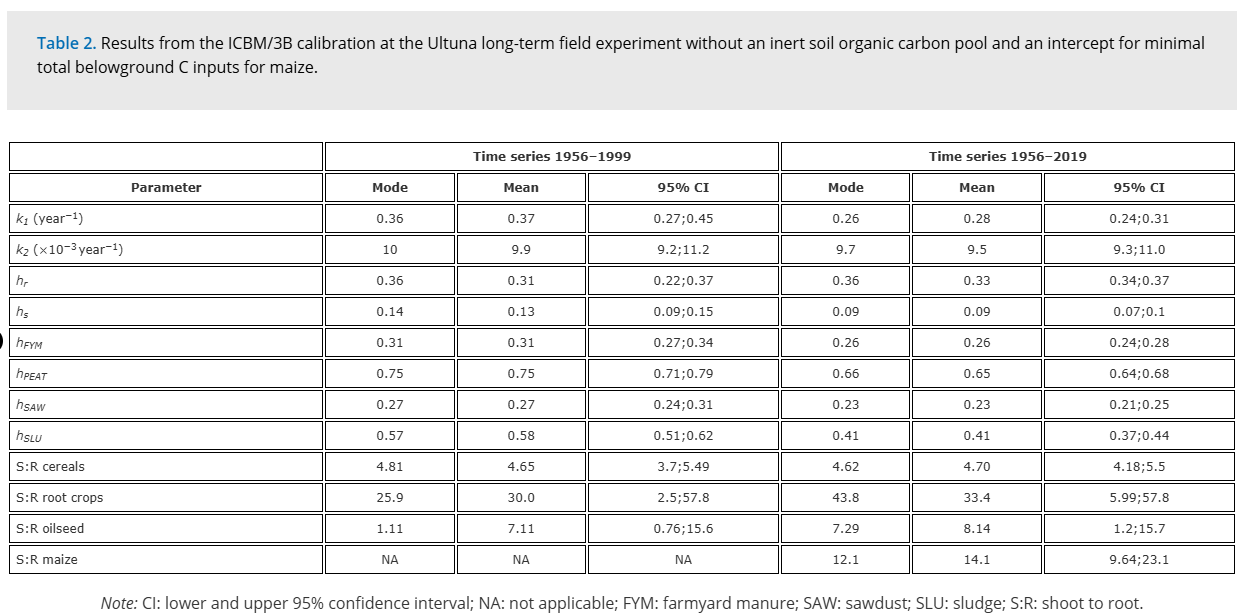 Table 2. Results from the ICBM/3B calibration at the Ultuna long-term field experiment without an inert soil organic carbon pool and an intercept for minimal
total belowground C inputs for maize.
Time series 1956–1999 Time series 1956–2019
Parameter Mode Mean 95% CI Mode Mean 95% CI
k₁ (year⁻¹) 0.36 0.37 0.27;0.45 0.26 0.28 0.24;0.31
k₂ (×10⁻³ year⁻¹) 10 9.9 9.2;11.2 9.7 9.5 9.3;11.0
hᵣ 0.36 0.31 0.22;0.37 0.36 0.33 0.34;0.37
hₛ 0.14 0.13 0.09;0.15 0.09 0.09 0.07;0.1
hFYM 0.31 0.31 0.27;0.34 0.26 0.26 0.24;0.28
hPEAT 0.75 0.75 0.71;0.79 0.66 0.65 0.64;0.68
hSAW 0.27 0.27 0.24;0.31 0.23 0.23 0.21;0.25
hSLU 0.57 0.58 0.51;0.62 0.41 0.41 0.37;0.44
S:R cereals 4.81 4.65 3.7;5.49 4.62 4.70 4.18;5.5
S:R root crops 25.9 30.0 2.5;57.8 43.8 33.4 5.99;57.8
S:R oilseed 1.11 7.11 0.76;15.6 7.29 8.14 1.2;15.7
S:R maize NA NA NA 12.1 14.1 9.64;23.1
Note: CI: lower and upper 95% confidence interval; NA: not applicable; FYM: farmyard manure; SAW: sawdust; SLU: sludge; S:R: shoot to root.